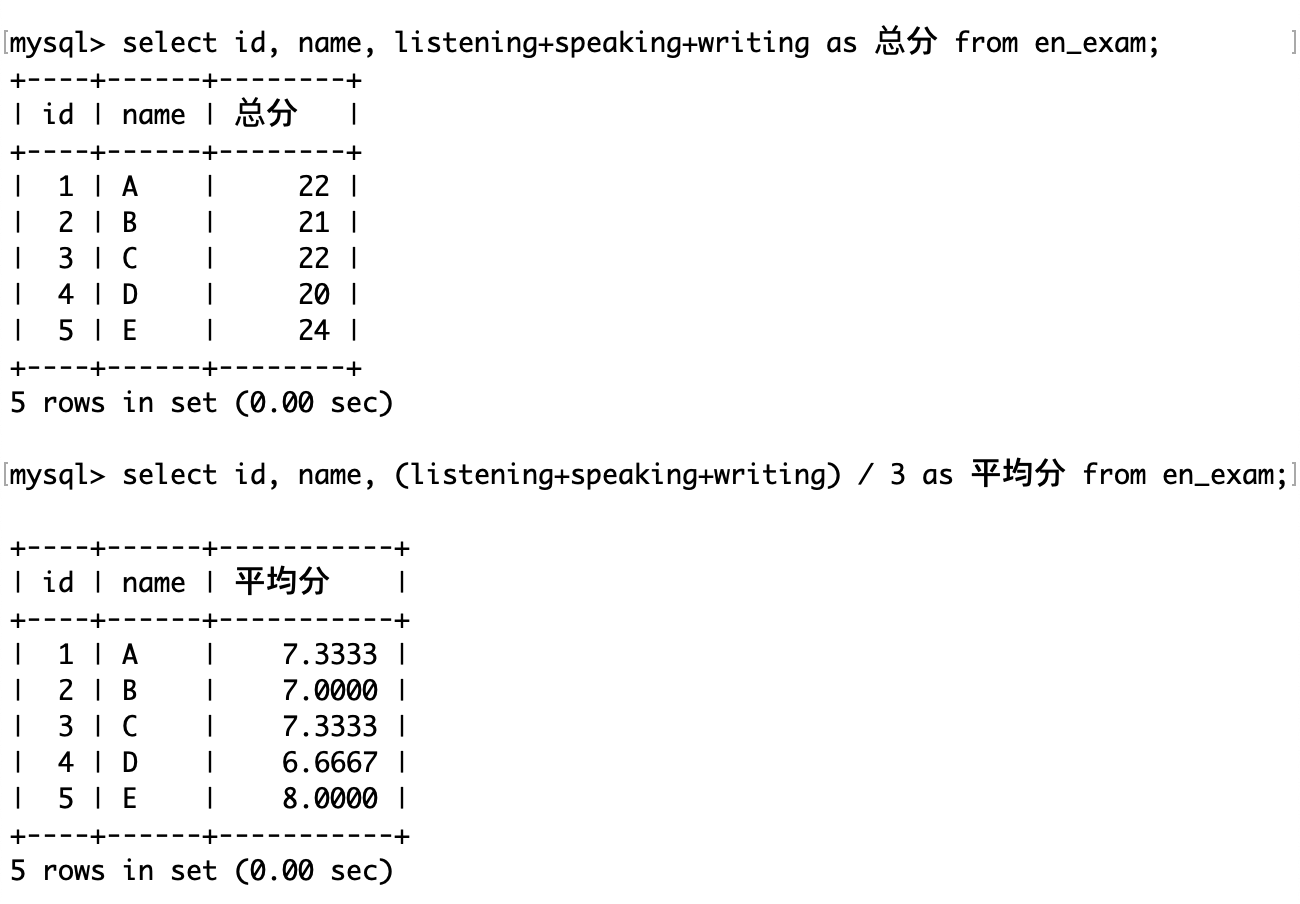 [mysql> select id, name, listening+speaking+writing as 总分 from en_exam;]
+----+------+--------+
| id | name | 总分   |
+----+------+--------+
|  1 | A    |     22 |
|  2 | B    |     21 |
|  3 | C    |     22 |
|  4 | D    |     20 |
|  5 | E    |     24 |
+----+------+--------+
5 rows in set (0.00 sec)
[mysql> select id, name, (listening+speaking+writing) / 3 as 平均分 from en_exam;]
+----+------+-----------+
| id | name | 平均分    |
+----+------+-----------+
|  1 | A    |    7.3333 |
|  2 | B    |    7.0000 |
|  3 | C    |    7.3333 |
|  4 | D    |    6.6667 |
|  5 | E    |    8.0000 |
+----+------+-----------+
5 rows in set (0.00 sec)